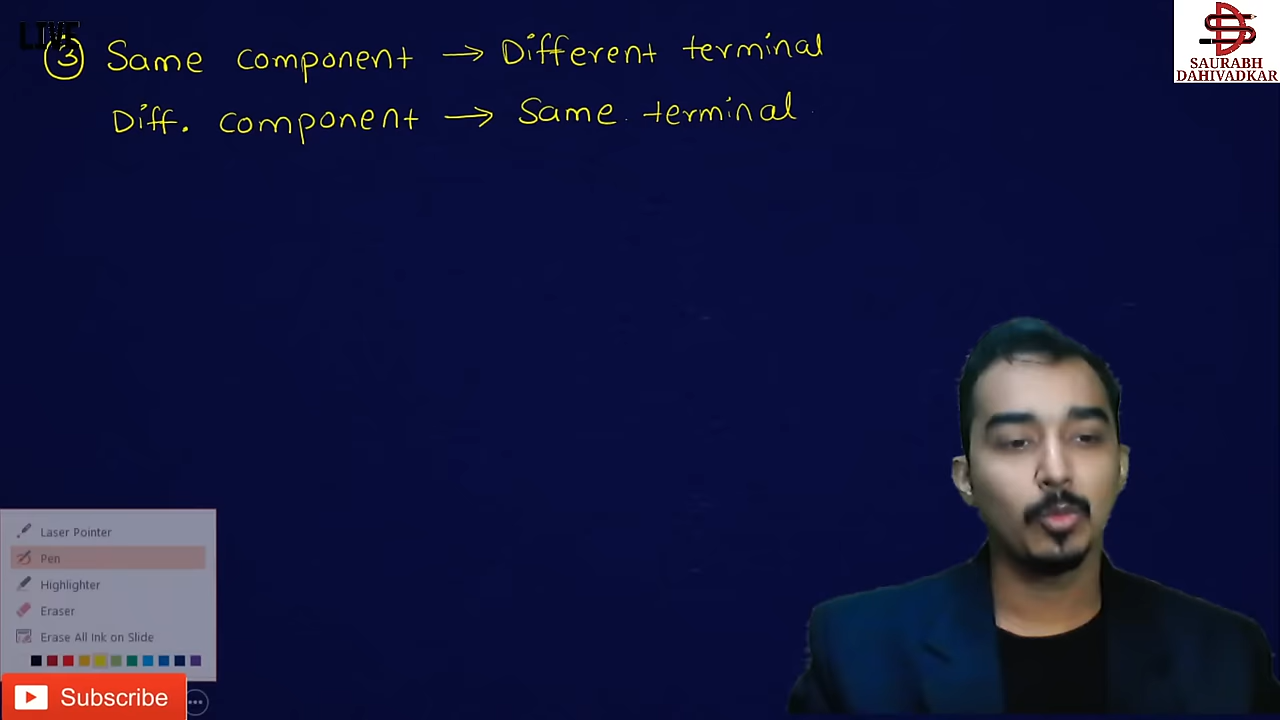 LIVE
③ Same component → Different terminal
Diff. component → Same terminal
SAURABH
DAHIVADKAR
Laser Pointer
Pen
Highlighter
Eraser
Erase All Ink on Slide
Subscribe